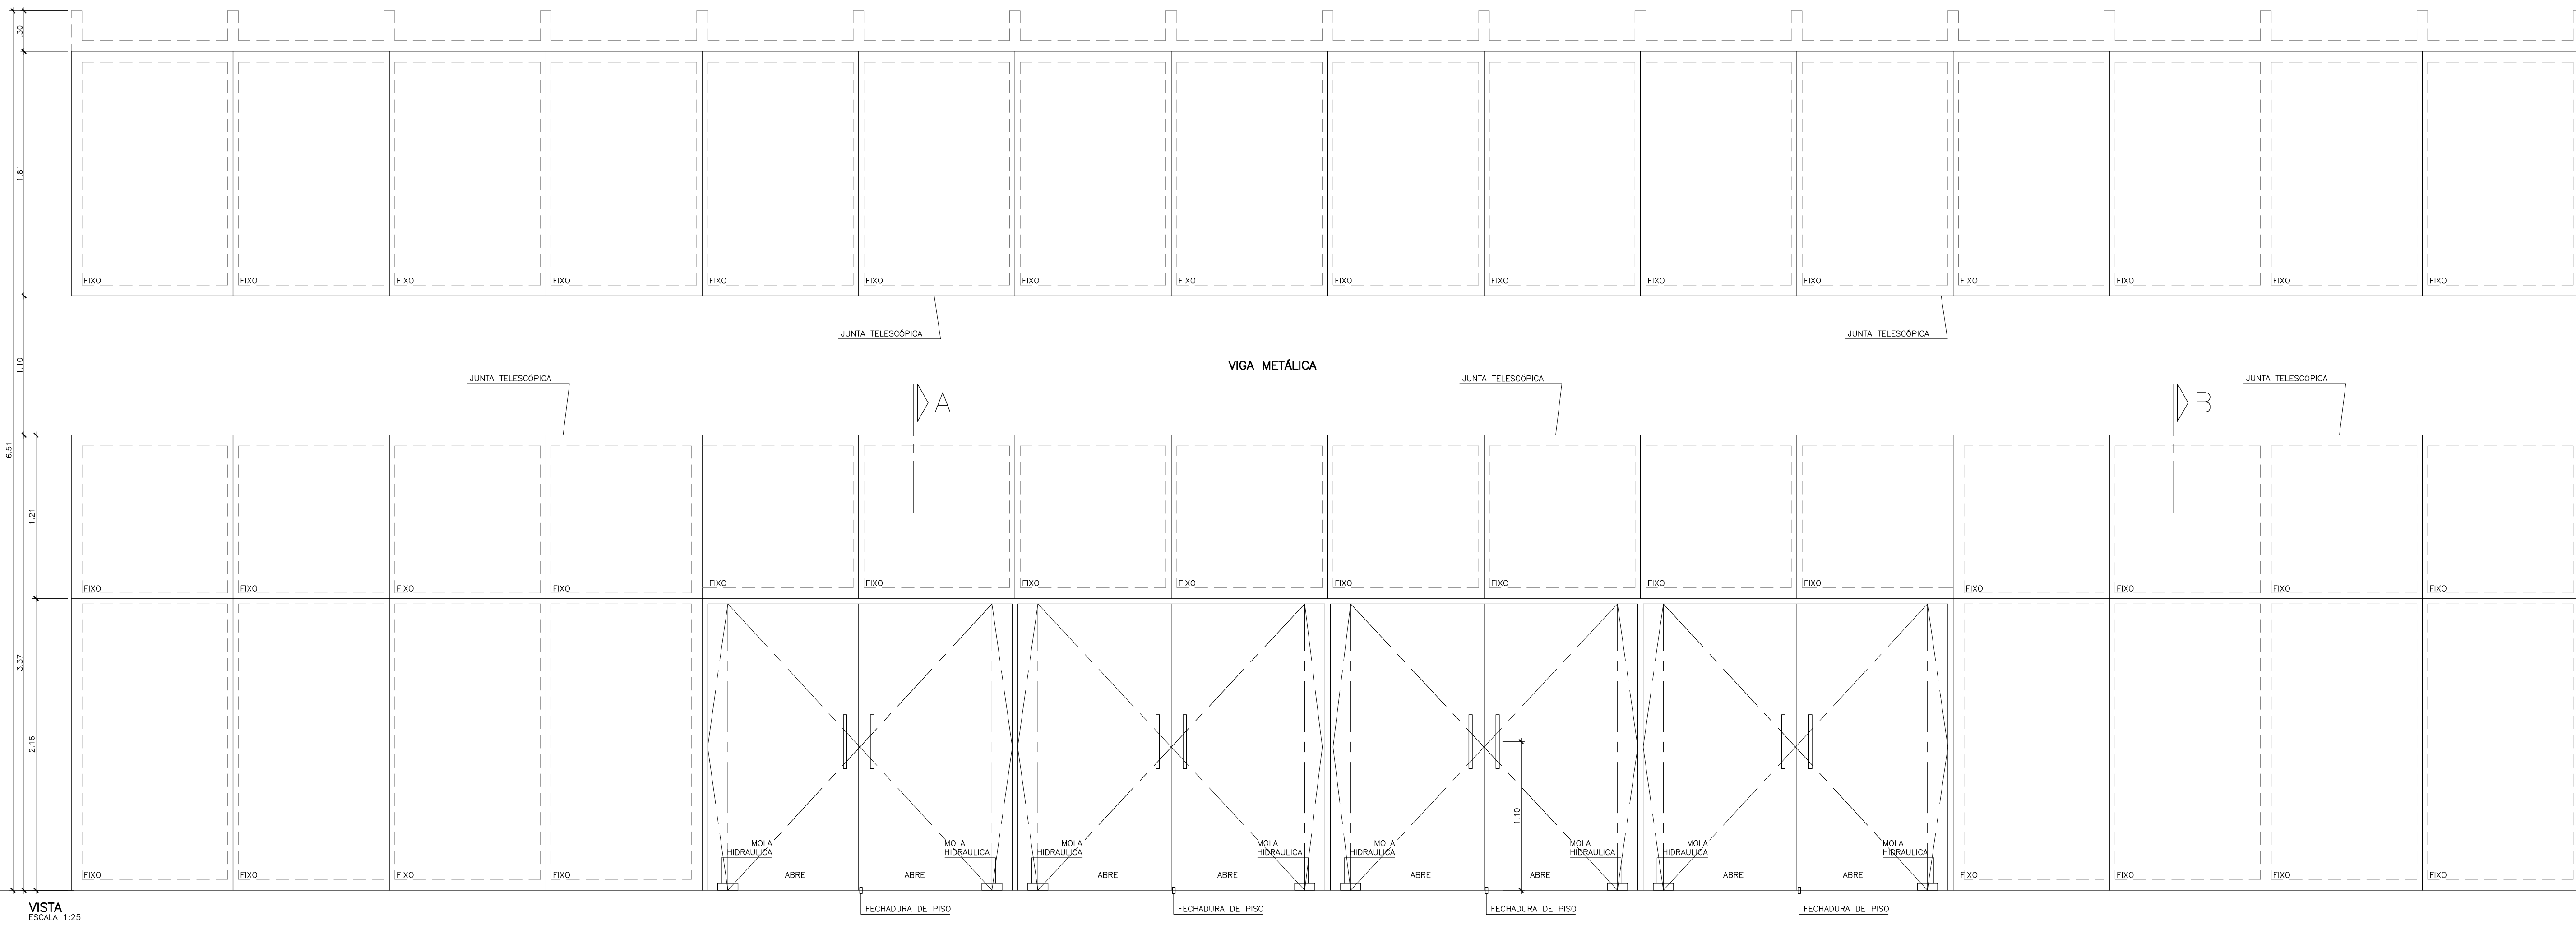 .30
1.81
FIXO FIXO FIXO FIXO FIXO FIXO FIXO FIXO FIXO FIXO FIXO FIXO FIXO FIXO FIXO FIXO
JUNTA TELESCÓPICA JUNTA TELESCÓPICA
1.10
VIGA METÁLICA
JUNTA TELESCÓPICA JUNTA TELESCÓPICA JUNTA TELESCÓPICA
A B
6.51
1.21
FIXO FIXO FIXO FIXO FIXO FIXO FIXO FIXO FIXO FIXO FIXO FIXO FIXO FIXO FIXO FIXO
3.37
2.16
1.10
MOLA MOLA MOLA MOLA MOLA MOLA MOLA MOLA
HIDRAULICA HIDRAULICA HIDRAULICA HIDRAULICA HIDRAULICA HIDRAULICA HIDRAULICA HIDRAULICA
FIXO FIXO FIXO FIXO ABRE ABRE ABRE ABRE ABRE ABRE ABRE ABRE FIXO FIXO FIXO FIXO
FECHADURA DE PISO FECHADURA DE PISO FECHADURA DE PISO FECHADURA DE PISO
VISTA
ESCALA 1:25